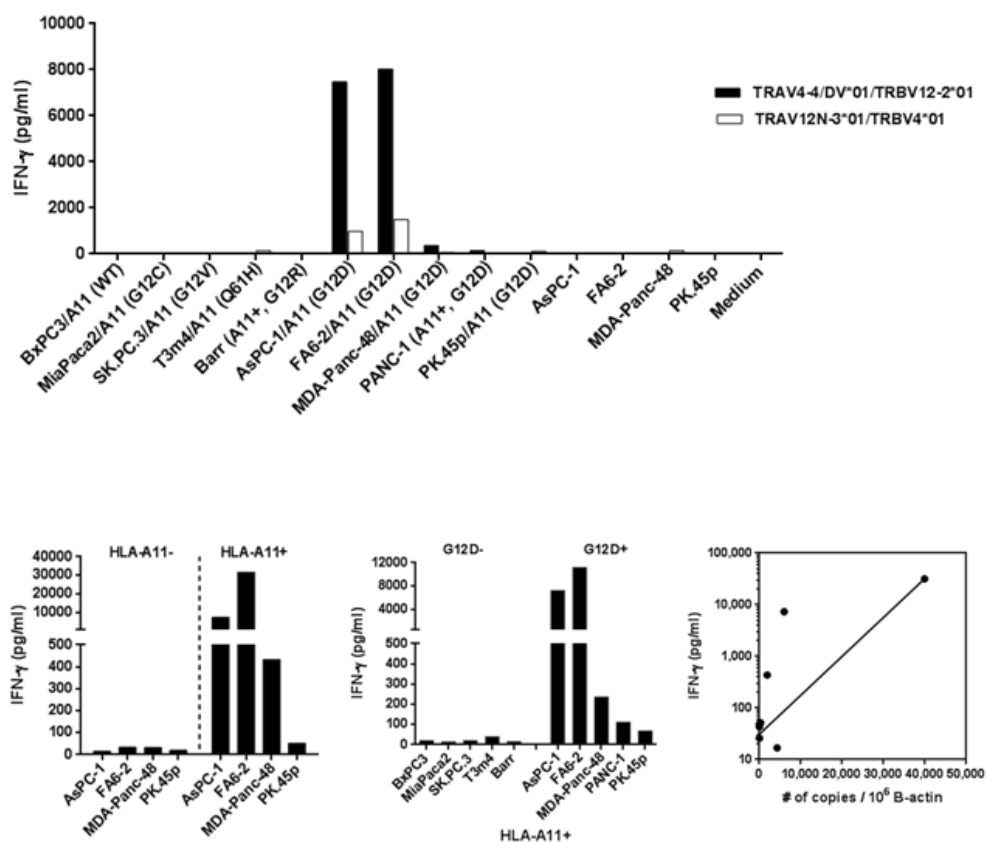 10000
8000
6000
4000
2000
0
IFN-γ (pg/ml)
TRAV4-4/DV*01/TRBV12-2*01
TRAV12N-3*01/TRBV4*01
BxPC3/A11 (WT)
MiaPaca2/A11 (G12C)
SK.PC.3/A11 (G12V)
T3m4/A11 (Q61H)
Barr (A11+, G12R)
AsPC-1/A11 (G12D)
FA6-2/A11 (G12D)
MDA-Panc-48/A11 (G12D)
PANC-1 (A11+, G12D)
PK.45p/A11 (G12D)
AsPC-1
FA6-2
MDA-Panc-48
PK.45p
Medium
HLA-A11-
HLA-A11+
40000
30000
20000
10000
500
400
300
200
100
0
IFN-γ (pg/ml)
AsPC-1
FA6-2
MDA-Panc-48
PK.45p
AsPC-1
FA6-2
MDA-Panc-48
PK.45p
G12D-
G12D+
12000
8000
4000
500
400
300
200
100
0
IFN-γ (pg/ml)
BxPC3
MiaPaca2
SK.PC.3
T3m4
Barr
AsPC-1
FA6-2
MDA-Panc-48
PANC-1
PK.45p
HLA-A11+
100,000
10,000
1,000
100
10
IFN-γ (pg/ml)
0
10,000
20,000
30,000
40,000
50,000
# of copies / 10⁶ B-actin